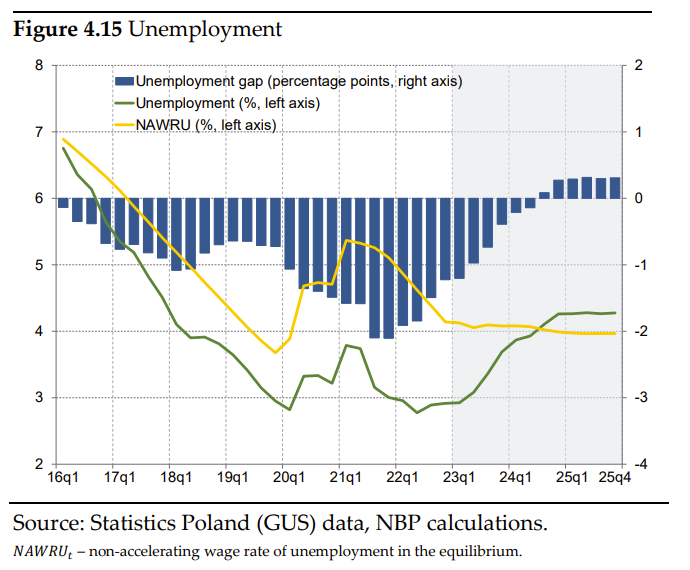 Figure 4.15 Unemployment
Unemployment gap (percentage points, right axis)
Unemployment (%, left axis)
NAWRU (%, left axis)
8
7
6
5
4
3
2
2
1
0
-1
-2
-3
-4
16q1 17q1 18q1 19q1 20q1 21q1 22q1 23q1 24q1 25q1 25q4
Source: Statistics Poland (GUS) data, NBP calculations.
NAWRUₜ – non-accelerating wage rate of unemployment in the equilibrium.